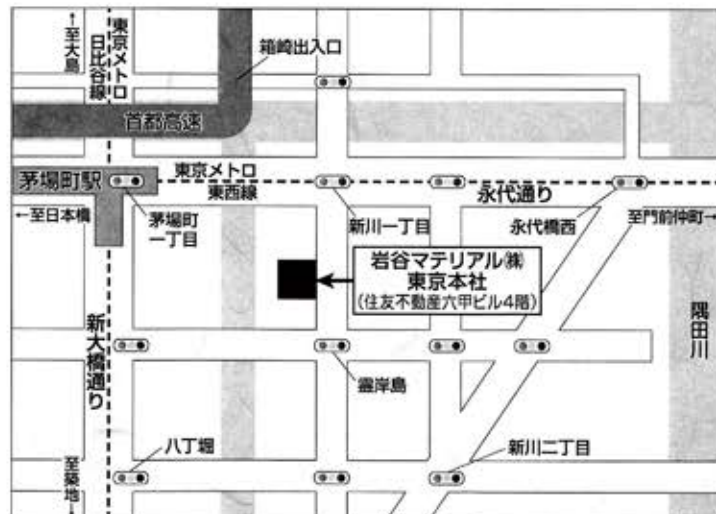 ←至大島
日比谷線
東京メトロ
箱崎出入口
首都高速
茅場町駅
東京メトロ
東西線
永代通り
←至日本橋
茅場町
一丁目
新川一丁目
永代橋西
至門前仲町→
岩谷マテリアル㈱
東京本社
(住友不動産六甲ビル4階)
新大橋通り
隅田川
霊岸島
八丁堀
新川二丁目
至築地→